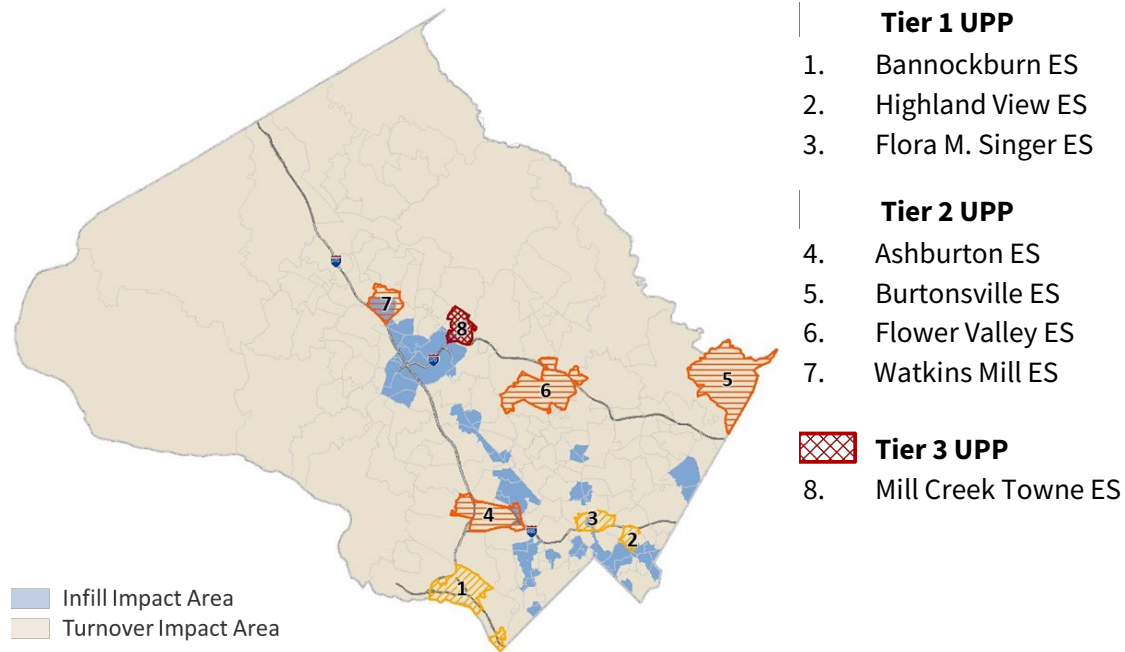 Tier 1 UPP
1. Bannockburn ES
2. Highland View ES
3. Flora M. Singer ES
Tier 2 UPP
4. Ashburton ES
5. Burtonsville ES
6. Flower Valley ES
7. Watkins Mill ES
Tier 3 UPP
8. Mill Creek Towne ES
7
8
6
5
4
3
2
1
Infill Impact Area
Turnover Impact Area